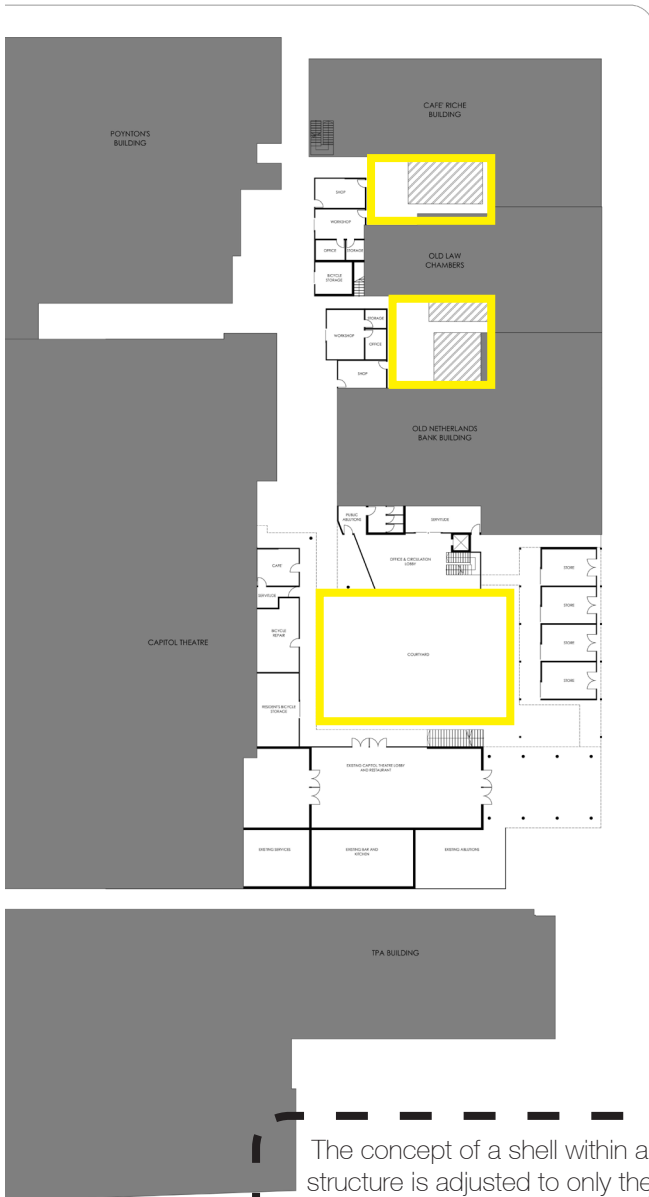 CAFE' RICHE
BUILDING
POYNTON'S
BUILDING
SHOP
WORKSHOP
OFFICE
STORAGE
BICYCLE
STORAGE
OLD LAW
CHAMBERS
STORAGE
WORKSHOP
OFFICE
SHOP
OLD NETHERLANDS
BANK BUILDING
PUBLIC
ABLUTIONS
SERVITUDE
OFFICE & CIRCULATION
LOBBY
CAFE
STORE
SERVITUDE
STORE
BICYCLE
REPAIR
CAPITOL THEATRE
STORE
COURTYARD
STORE
RESIDENT'S BICYCLE
STORAGE
EXISTING CAPITOL THEATRE LOBBY
AND RESTAURANT
EXISTING SERVICES
EXISTING BAR AND
KITCHEN
EXISTING ABLUTIONS
TPA BUILDING
The concept of a shell within a
structure is adjusted to only the